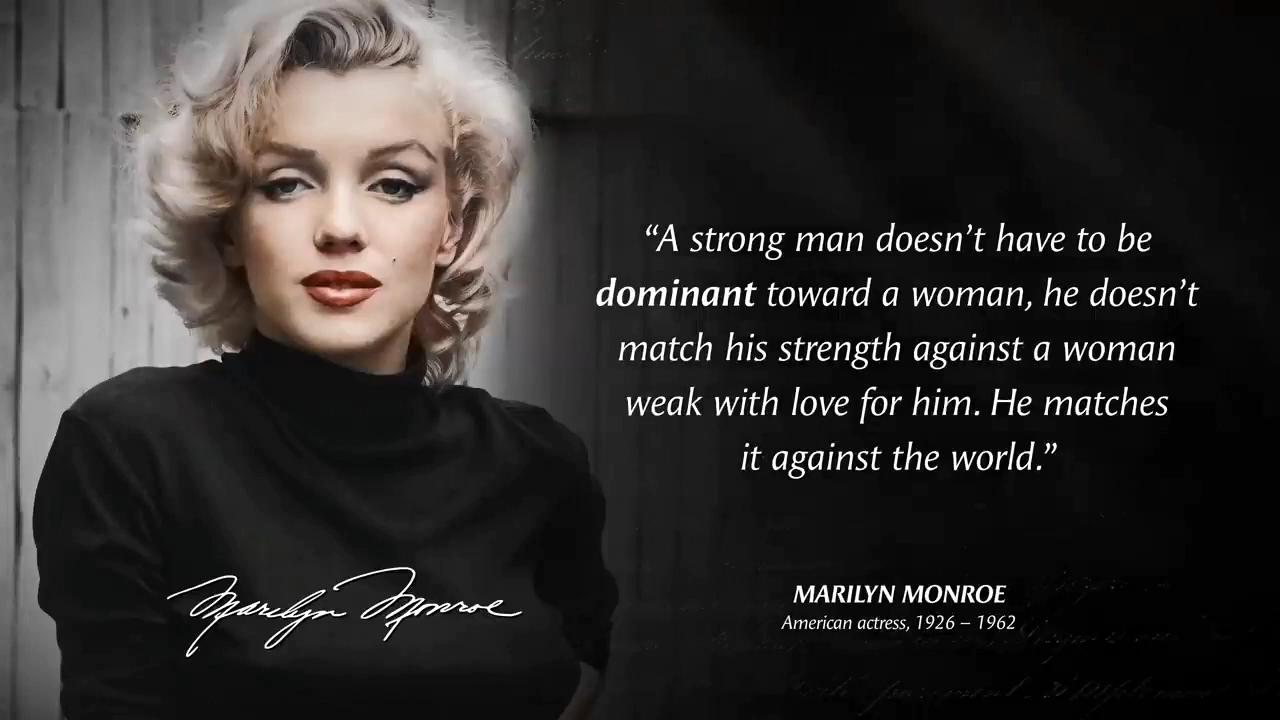 “A strong man doesn’t have to be
dominant toward a woman, he doesn’t
match his strength against a woman
weak with love for him. He matches
it against the world.”
Marilyn Monroe
MARILYN MONROE
American actress, 1926 – 1962